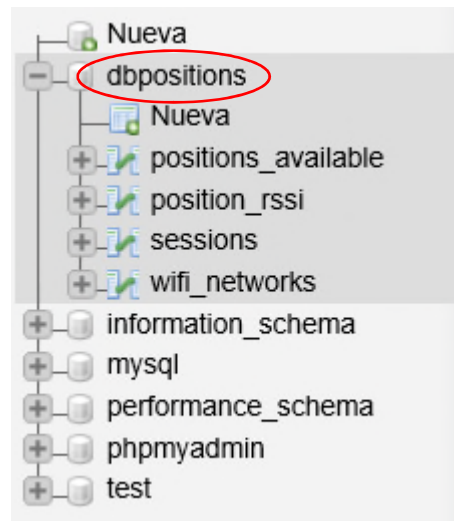 Nueva
dbpositions
Nueva
positions_available
position_rssi
sessions
wifi_networks
information_schema
mysql
performance_schema
phpmyadmin
test